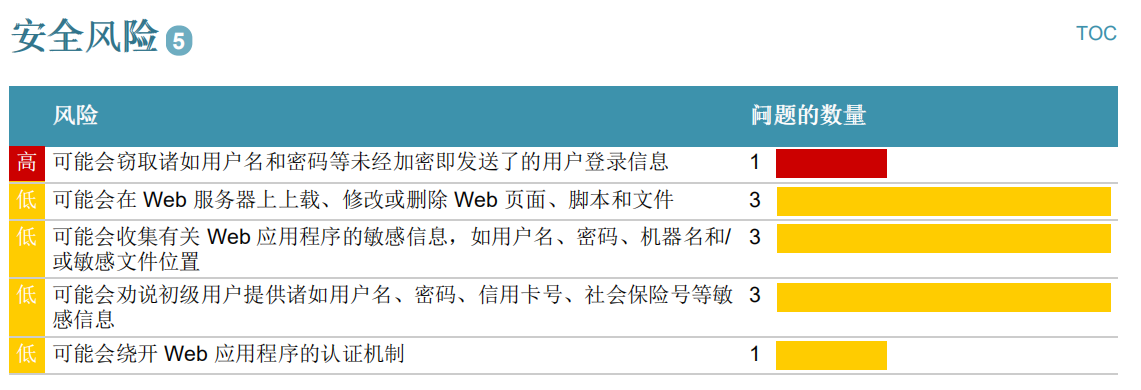 安全风险 5
TOC
风险 问题的数量
高 可能会窃取诸如用户名和密码等未经加密即发送了的用户登录信息 1
低 可能会在 Web 服务器上上载、修改或删除 Web 页面、脚本和文件 3
低 可能会收集有关 Web 应用程序的敏感信息，如用户名、密码、机器名和/ 3
或敏感文件位置
低 可能会劝说初级用户提供诸如用户名、密码、信用卡号、社会保险号等敏 3
感信息
低 可能会绕开 Web 应用程序的认证机制 1